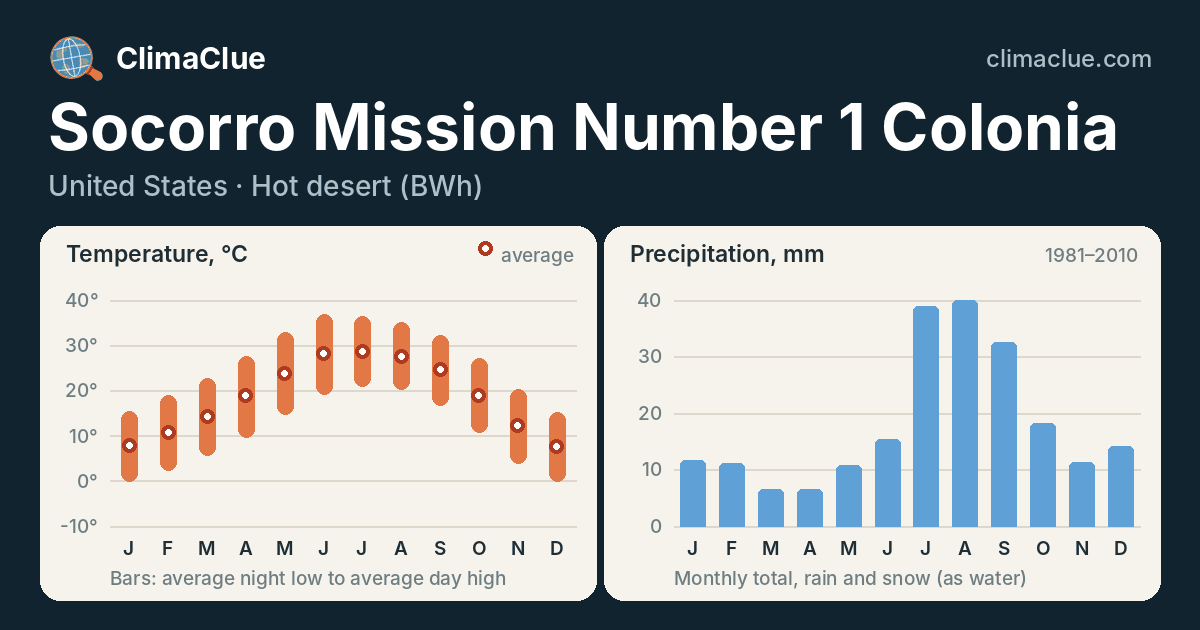 ClimaClue
climaclue.com
Socorro Mission Number 1 Colonia
United States · Hot desert (BWh)
Temperature, °C
average
40°
30°
20°
10°
0°
-10°
J F M A M J J A S O N D
Bars: average night low to average day high
Precipitation, mm
1981–2010
40
30
20
10
0
J F M A M J J A S O N D
Monthly total, rain and snow (as water)